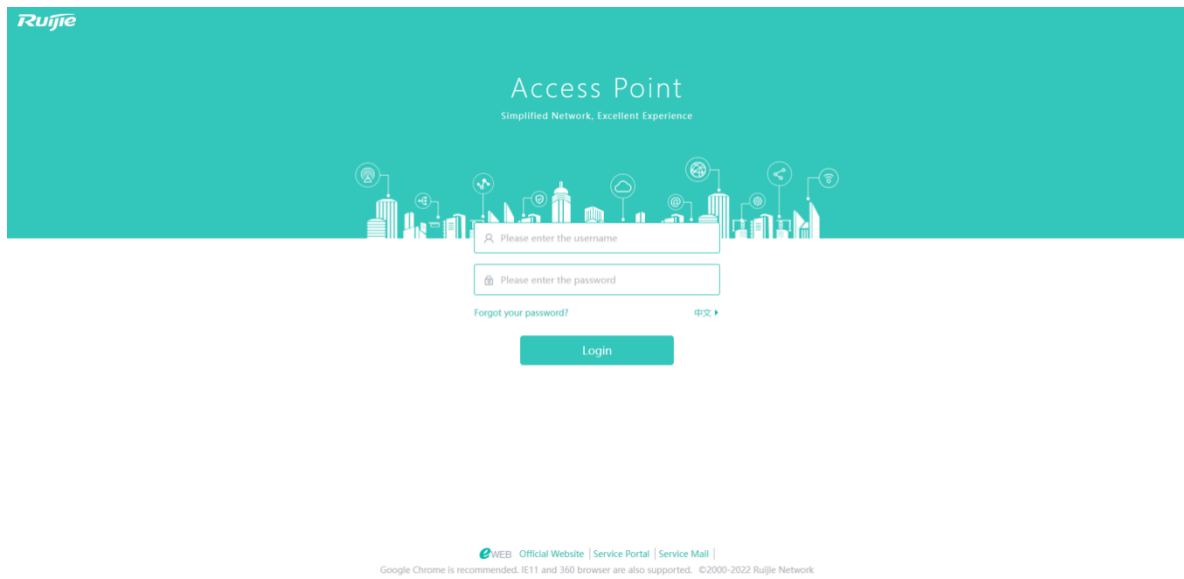 Ruijie
Access Point
Simplified Network, Excellent Experience
Please enter the username
Please enter the password
Forgot your password? 中文
Login
eWEB Official Website | Service Portal | Service Mail |
Google Chrome is recommended. IE11 and 360 browser are also supported. ©2000-2022 Ruijie Network